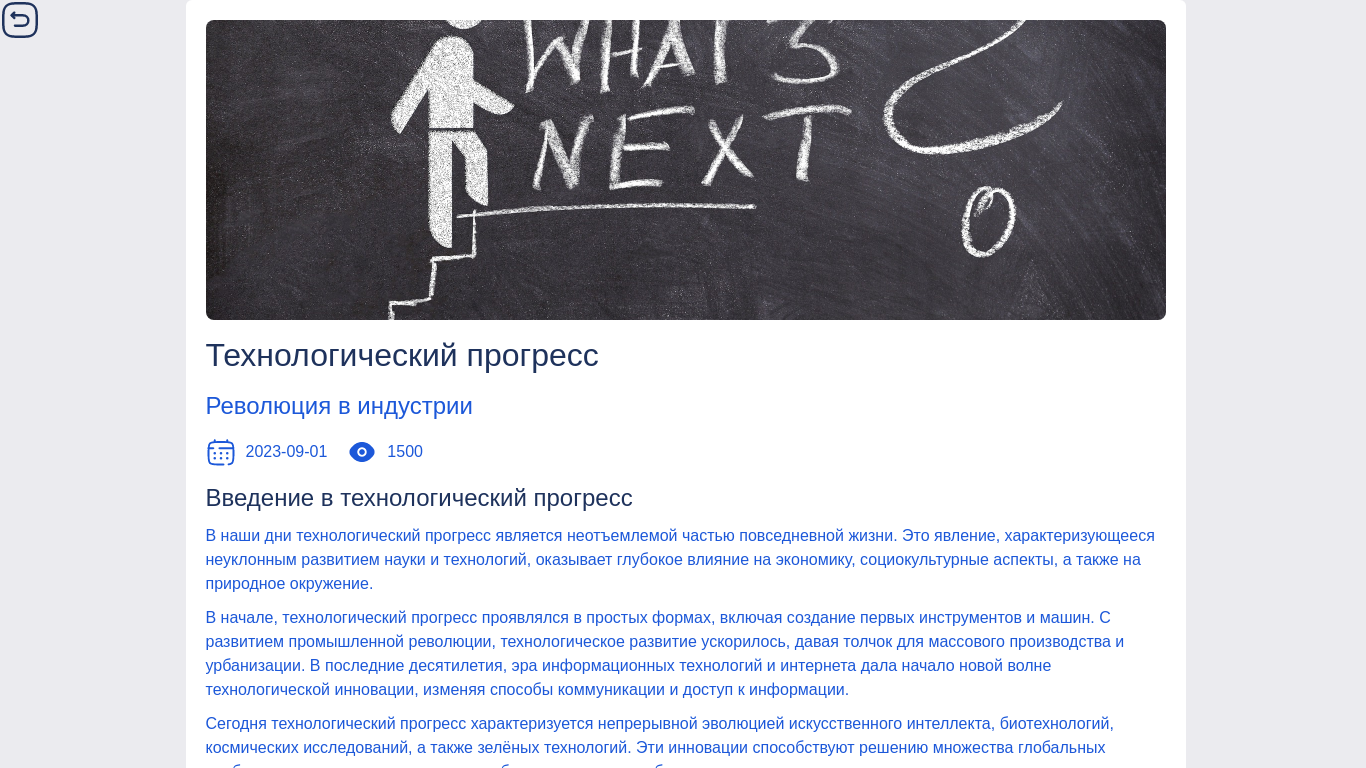 WHAT'S
NEXT
Технологический прогресс
Революция в индустрии
2023-09-01 1500
Введение в технологический прогресс
В наши дни технологический прогресс является неотъемлемой частью повседневной жизни. Это явление, характеризующееся
неуклонным развитием науки и технологий, оказывает глубокое влияние на экономику, социокультурные аспекты, а также на
природное окружение.
В начале, технологический прогресс проявлялся в простых формах, включая создание первых инструментов и машин. С
развитием промышленной революции, технологическое развитие ускорилось, давая толчок для массового производства и
урбанизации. В последние десятилетия, эра информационных технологий и интернета дала начало новой волне
технологической инновации, изменяя способы коммуникации и доступ к информации.
Сегодня технологический прогресс характеризуется непрерывной эволюцией искусственного интеллекта, биотехнологий,
космических исследований, а также зелёных технологий. Эти инновации способствуют решению множества глобальных